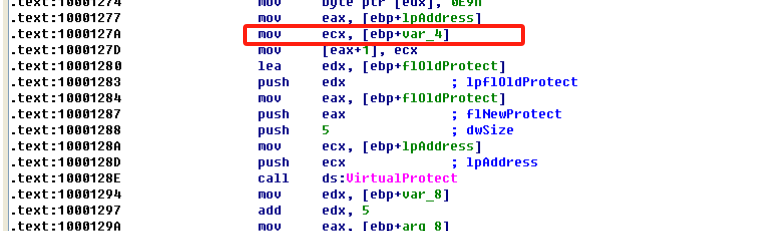 .text:10001274 mov byte ptr [edx], 0E9h
.text:10001277 mov eax, [ebp+lpAddress]
.text:1000127A mov ecx, [ebp+var_4]
.text:1000127D mov [eax+1], ecx
.text:10001280 lea edx, [ebp+flOldProtect]
.text:10001283 push edx ; lpflOldProtect
.text:10001284 mov eax, [ebp+flOldProtect]
.text:10001287 push eax ; flNewProtect
.text:10001288 push 5 ; dwSize
.text:1000128A mov ecx, [ebp+lpAddress]
.text:1000128D push ecx ; lpAddress
.text:1000128E call ds:VirtualProtect
.text:10001294 mov edx, [ebp+var_8]
.text:10001297 add edx, 5
.text:1000129A mov eax, [ebp+arg_8]